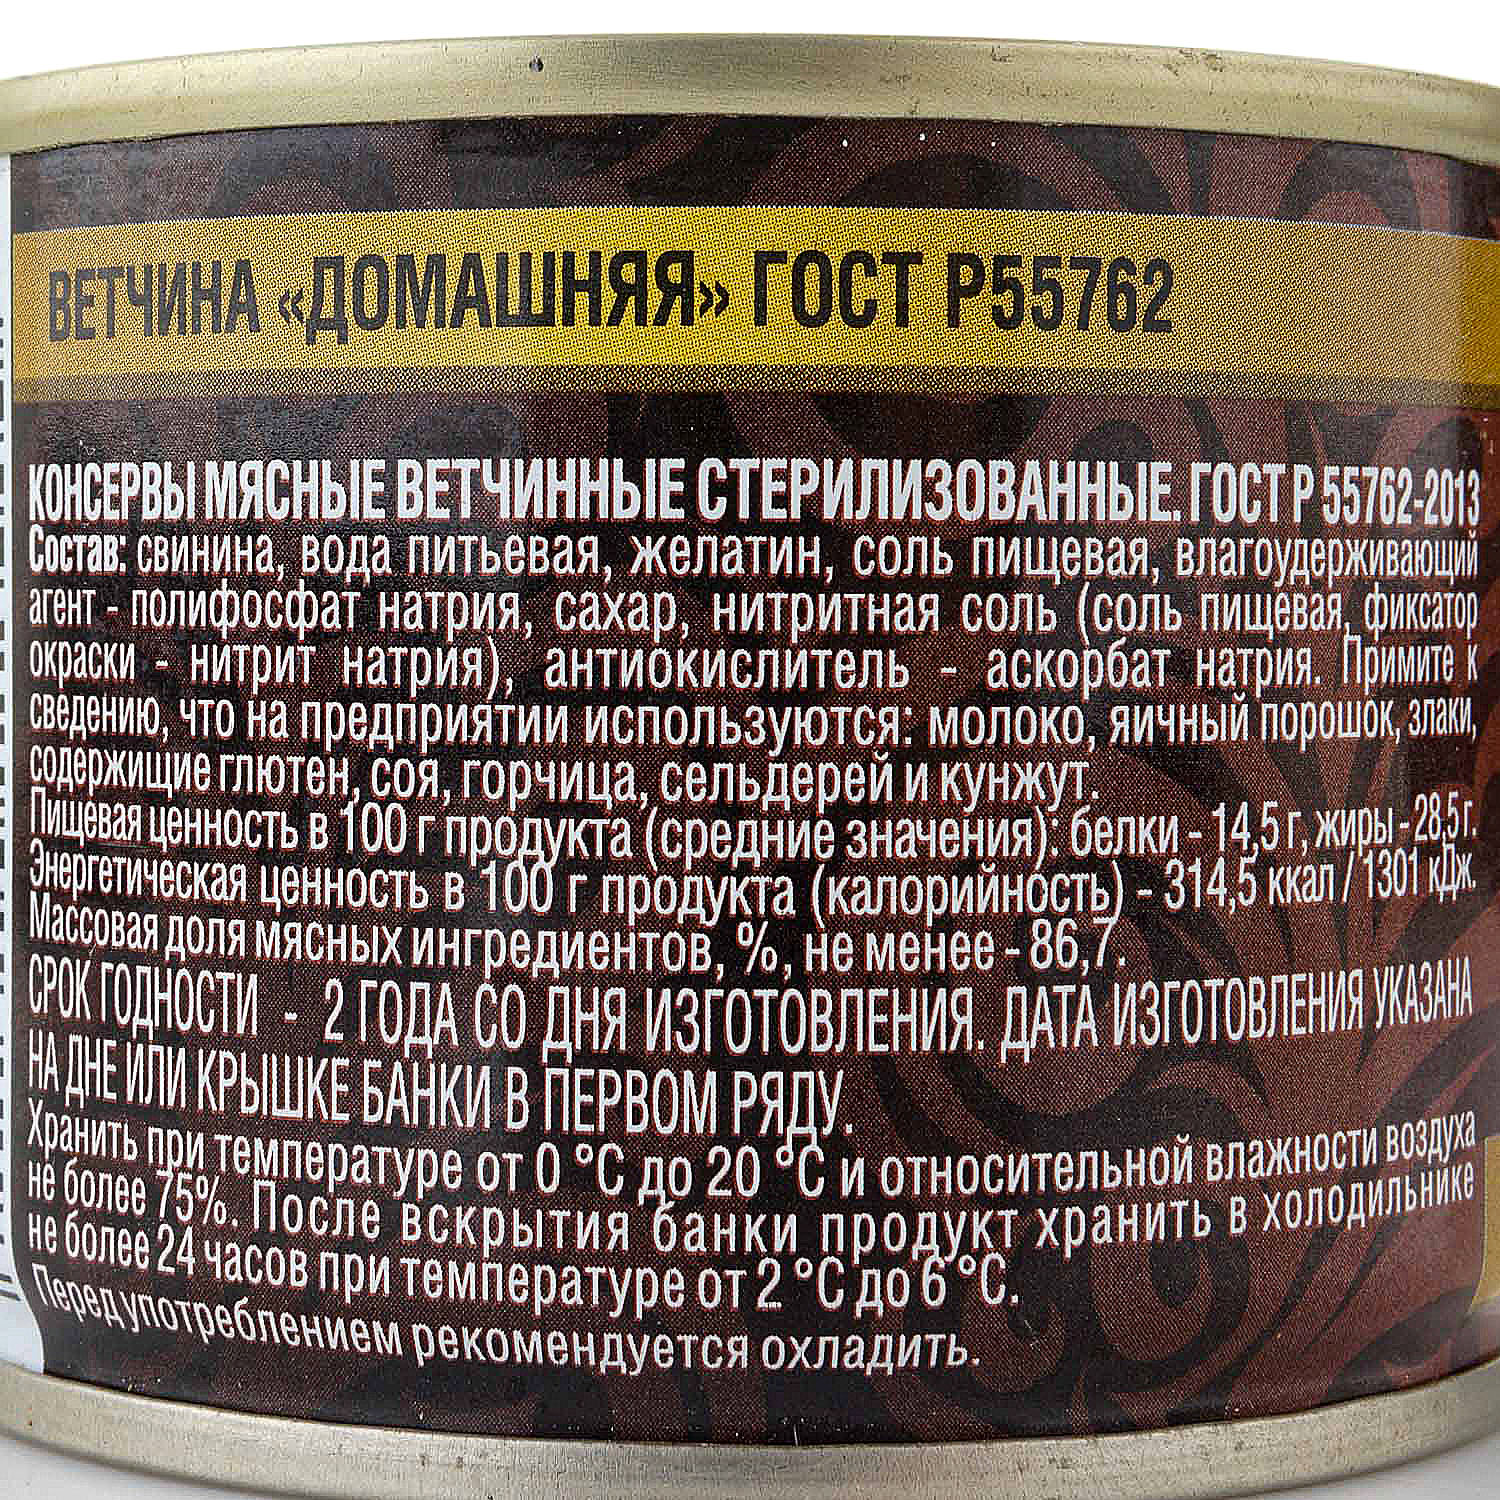 ВЕТЧИНА «ДОМАШНЯЯ» ГОСТ Р55762
КОНСЕРВЫ МЯСНЫЕ ВЕТЧИННЫЕ СТЕРИЛИЗОВАННЫЕ. ГОСТ Р 55762-2013
Состав: свинина, вода питьевая, желатин, соль пищевая, влагоудерживающий
агент - полифосфат натрия, сахар, нитритная соль (соль пищевая, фиксатор
окраски - нитрит натрия), антиокислитель - аскорбат натрия. Примите к
сведению, что на предприятии используются: молоко, яичный порошок, злаки,
содержищие глютен, соя, горчица, сельдерей и кунжут.
Пищевая ценность в 100 г продукта (средние значения): белки - 14,5 г, жиры - 28,5 г.
Энергетическая ценность в 100 г продукта (калорийность) - 314,5 ккал / 1301 кДж.
Массовая доля мясных ингредиентов, %, не менее - 86,7.
СРОК ГОДНОСТИ - 2 ГОДА СО ДНЯ ИЗГОТОВЛЕНИЯ. ДАТА ИЗГОТОВЛЕНИЯ УКАЗАНА
НА ДНЕ ИЛИ КРЫШКЕ БАНКИ В ПЕРВОМ РЯДУ.
Хранить при температуре от 0 °С до 20 °С и относительной влажности воздуха
не более 75%. После вскрытия банки продукт хранить в холодильнике
не более 24 часов при температуре от 2 °С до 6 °С.
Перед употреблением рекомендуется охладить.